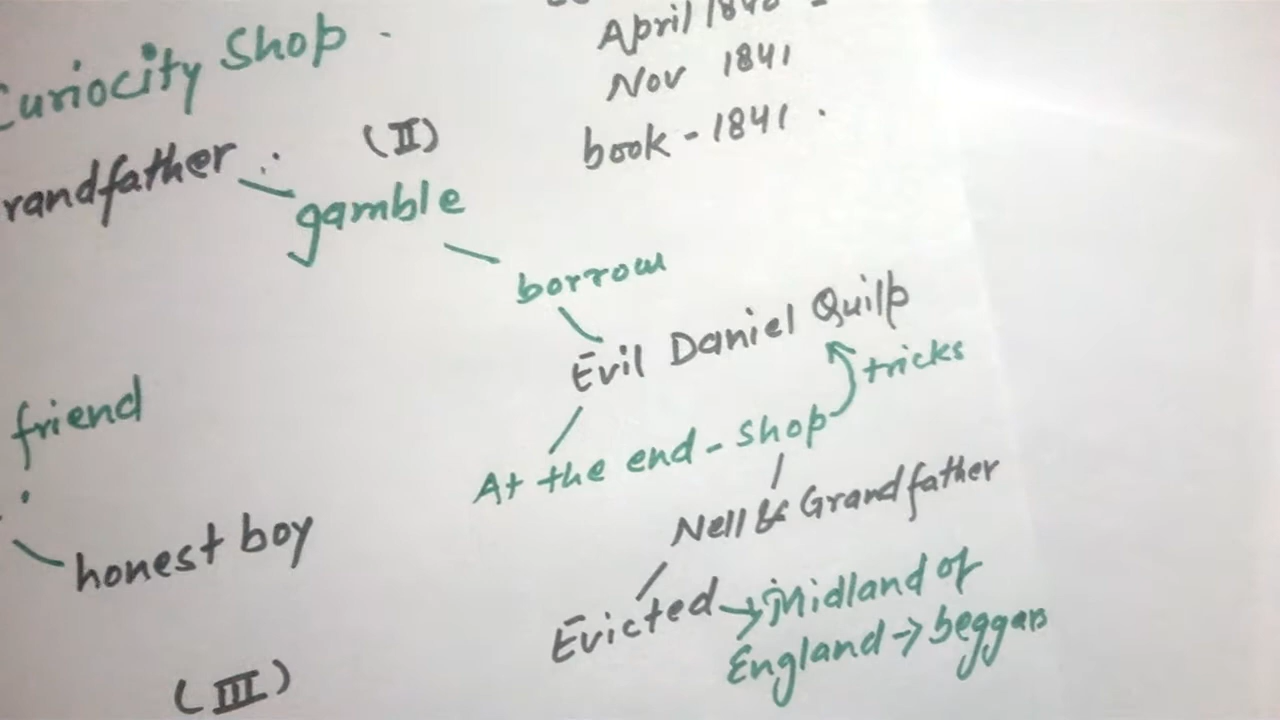 Curiocity Shop
April 1840 -
Nov 1841
book - 1841 .
randfather
(II)
gamble
borrow
Evil Daniel Quilp
tricks
At the end - shop
Nell & Grandfather
Evicted → midland of
England → beggars
friend
honest boy
(III)